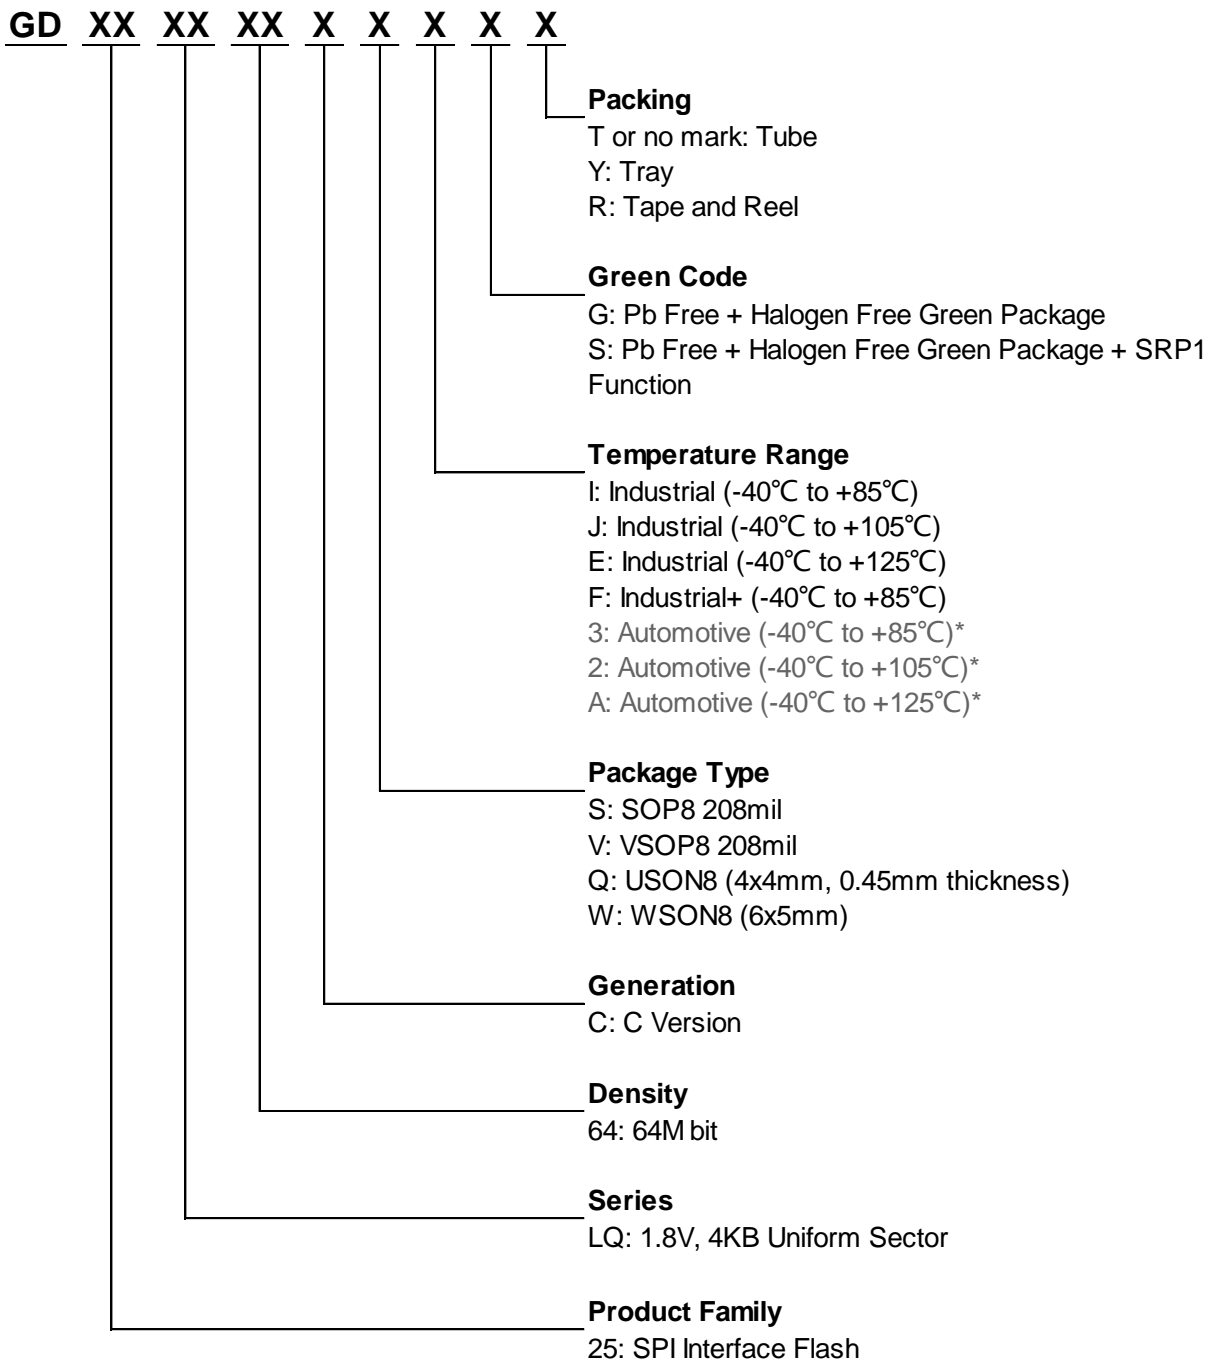 GD XX XX XX X X X X X
Packing
T or no mark: Tube
Y: Tray
R: Tape and Reel
Green Code
G: Pb Free + Halogen Free Green Package
S: Pb Free + Halogen Free Green Package + SRP1
Function
Temperature Range
I: Industrial (-40℃ to +85℃)
J: Industrial (-40℃ to +105℃)
E: Industrial (-40℃ to +125℃)
F: Industrial+ (-40℃ to +85℃)
3: Automotive (-40℃ to +85℃)*
2: Automotive (-40℃ to +105℃)*
A: Automotive (-40℃ to +125℃)*
Package Type
S: SOP8 208mil
V: VSOP8 208mil
Q: USON8 (4x4mm, 0.45mm thickness)
W: WSON8 (6x5mm)
Generation
C: C Version
Density
64: 64M bit
Series
LQ: 1.8V, 4KB Uniform Sector
Product Family
25: SPI Interface Flash